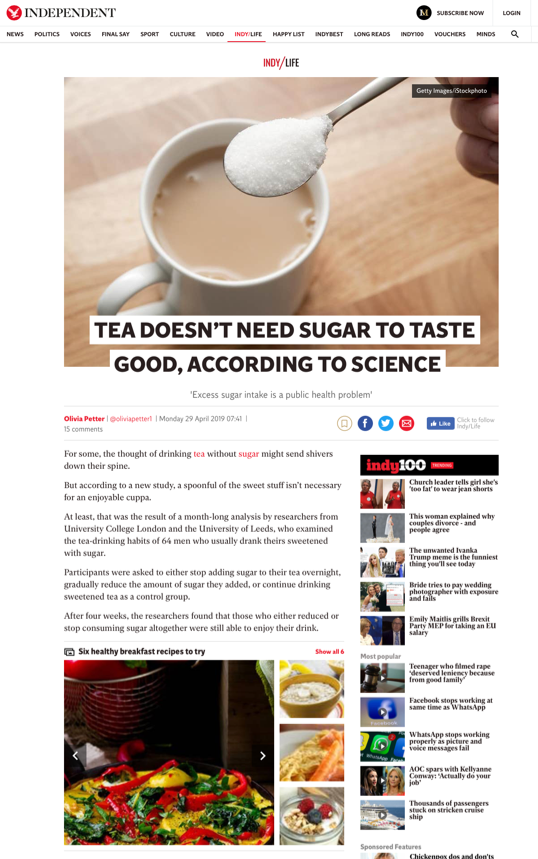 INDEPENDENT
SUBSCRIBE NOW
LOGIN
NEWS POLITICS VOICES FINAL SAY SPORT CULTURE VIDEO INDY/LIFE HAPPY LIST INDYBEST LONG READS INDY100 VOUCHERS MINDS
INDY/LIFE
Getty Images/iStockphoto
TEA DOESN'T NEED SUGAR TO TASTE
GOOD, ACCORDING TO SCIENCE
'Excess sugar intake is a public health problem'
Olivia Petter | @oliviapetter1 | Monday 29 April 2019 07:41 |
15 comments
Like
Click to follow
Indy/Life
For some, the thought of drinking tea without sugar might send shivers
down their spine.
But according to a new study, a spoonful of the sweet stuff isn't necessary
for an enjoyable cuppa.
At least, that was the result of a month-long analysis by researchers from
University College London and the University of Leeds, who examined
the tea-drinking habits of 64 men who usually drank theirs sweetened
with sugar.
Participants were asked to either stop adding sugar to their tea overnight,
gradually reduce the amount of sugar they added, or continue drinking
sweetened tea as a control group.
After four weeks, the researchers found that those who either reduced or
stop consuming sugar altogether were still able to enjoy their drink.
Six healthy breakfast recipes to try
Show all 6
indy100 TRENDING
Church leader tells girl she's
'too fat' to wear jean shorts
This woman explained why
couples divorce - and
people agree
The unwanted Ivanka
Trump meme is the funniest
thing you'll see today
Bride tries to pay wedding
photographer with exposure
and fails
Emily Maitlis grills Brexit
Party MEP for taking an EU
salary
Most popular
Teenager who filmed rape
'deserved leniency because
from good family'
Facebook stops working at
same time as WhatsApp
WhatsApp stops working
properly as picture and
voice messages fail
AOC spars with Kellyanne
Conway: 'Actually do your
job'
Thousands of passengers
stuck on stricken cruise
ship
Sponsored Features
Chickenpox dos and don'ts